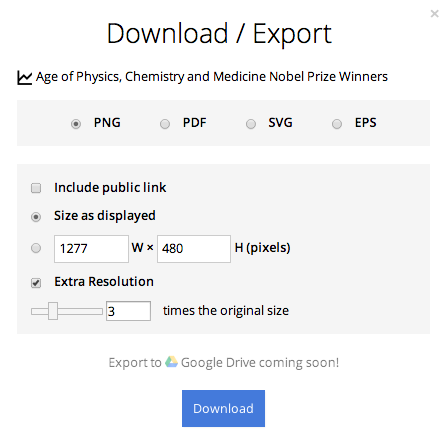 ×
Download / Export
Age of Physics, Chemistry and Medicine Nobel Prize Winners
PNG PDF SVG EPS
Include public link
Size as displayed
1277 W × 480 H (pixels)
Extra Resolution
3 times the original size
Export to Google Drive coming soon!
Download